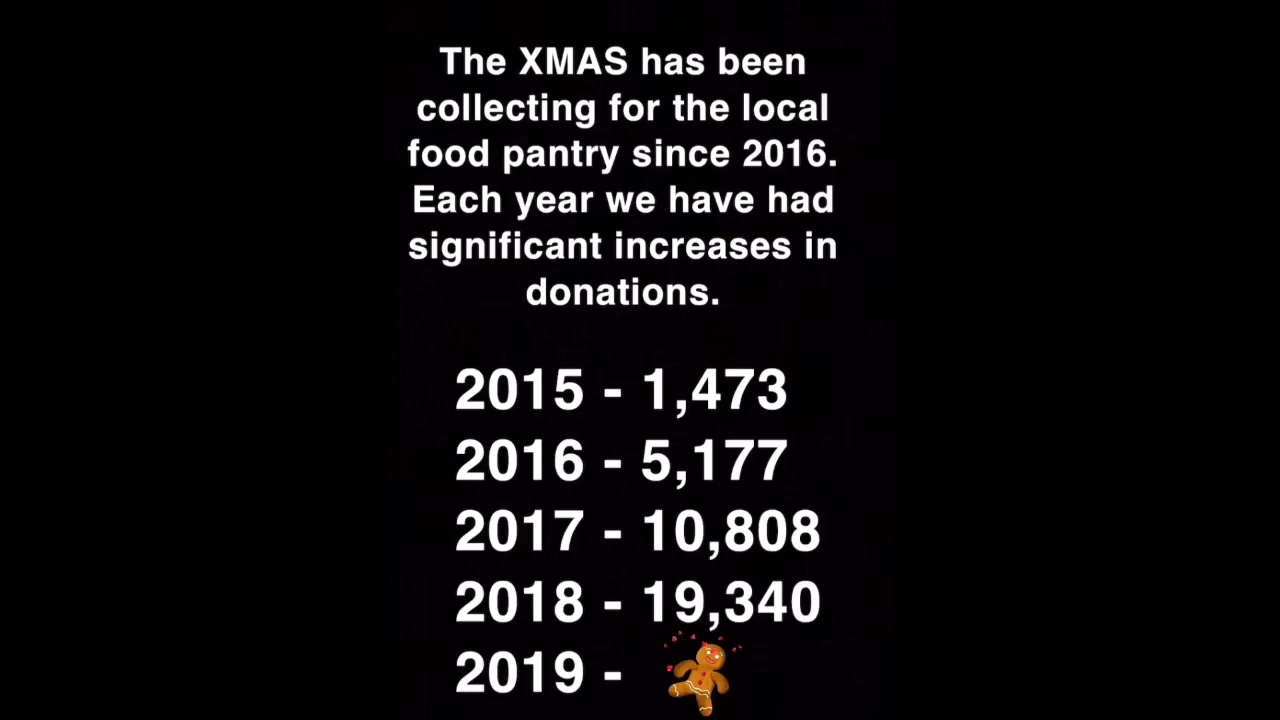 The XMAS has been
collecting for the local
food pantry since 2016.
Each year we have had
significant increases in
donations.
2015 - 1,473
2016 - 5,177
2017 - 10,808
2018 - 19,340
2019 -